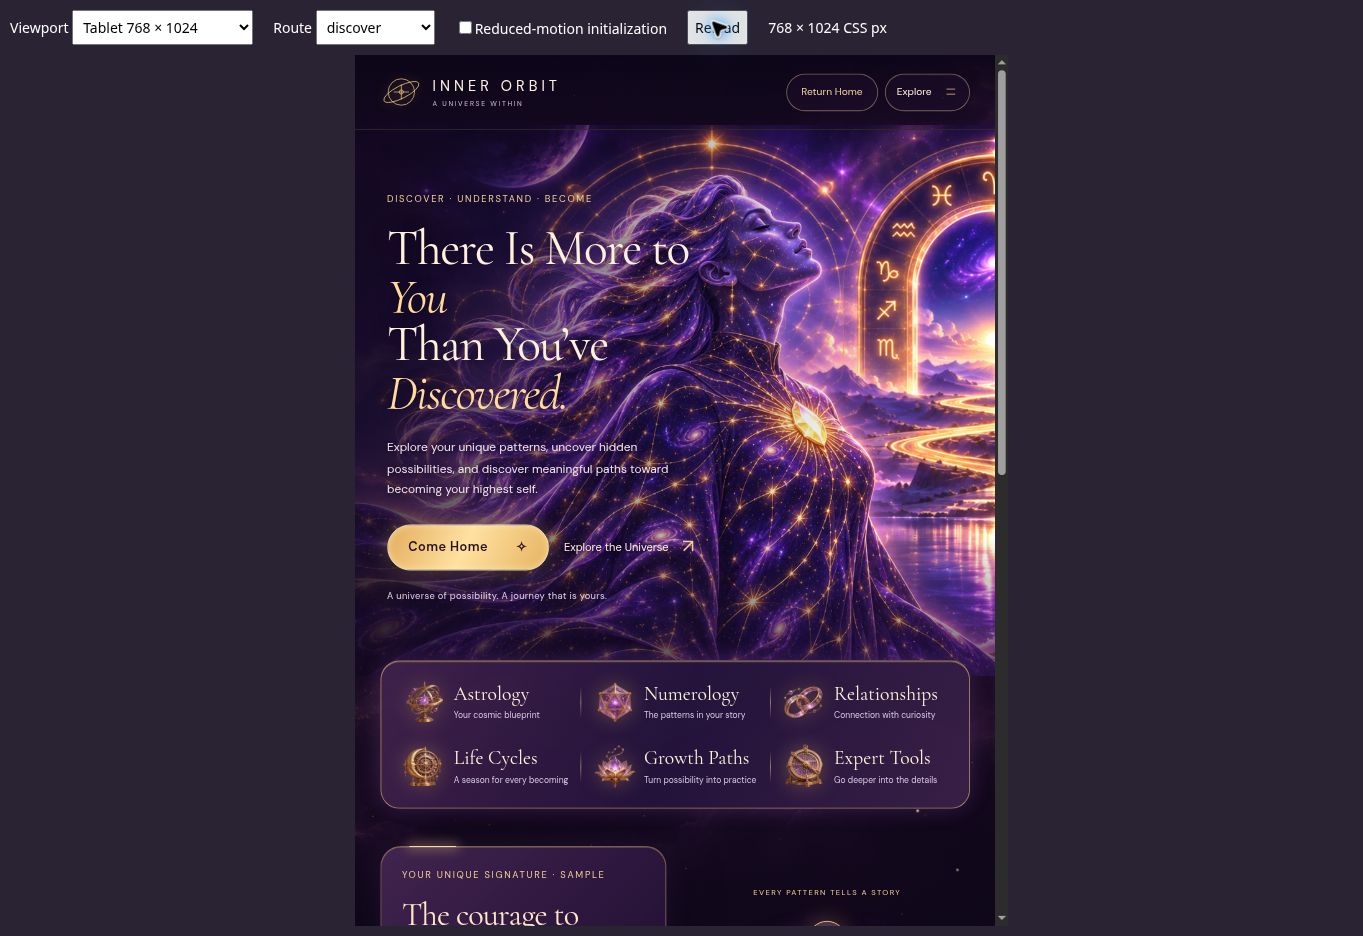 Viewport Tablet 768 × 1024 Route discover Reduced-motion initialization 768 × 1024 CSS px
INNER ORBIT
A UNIVERSE WITHIN
Return Home Explore
DISCOVER · UNDERSTAND · BECOME
There Is More to
You
Than You’ve
Discovered.
Explore your unique patterns, uncover hidden
possibilities, and discover meaningful paths toward
becoming your highest self.
Come Home Explore the Universe
A universe of possibility. A journey that is yours.
Astrology
Your cosmic blueprint
Numerology
The patterns in your story
Relationships
Connection with curiosity
Life Cycles
A season for every becoming
Growth Paths
Turn possibility into practice
Expert Tools
Go deeper into the details
YOUR UNIQUE SIGNATURE · SAMPLE
The courage to
EVERY PATTERN TELLS A STORY